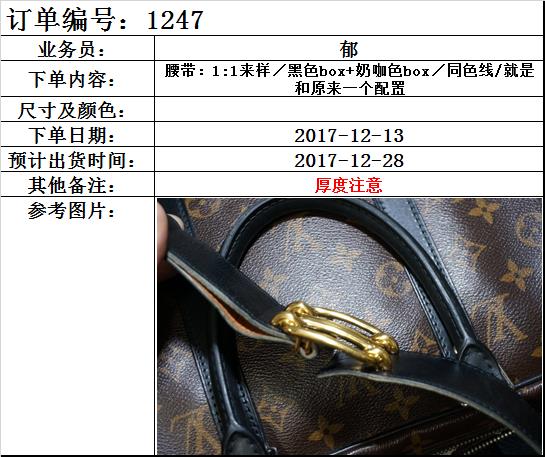 订单编号：1247
业务员： 郁
下单内容： 腰带：1:1来样／黑色box+奶咖色box／同色线/就是
和原来一个配置
尺寸及颜色：
下单日期： 2017-12-13
预计出货时间： 2017-12-28
其他备注： 厚度注意
参考图片：